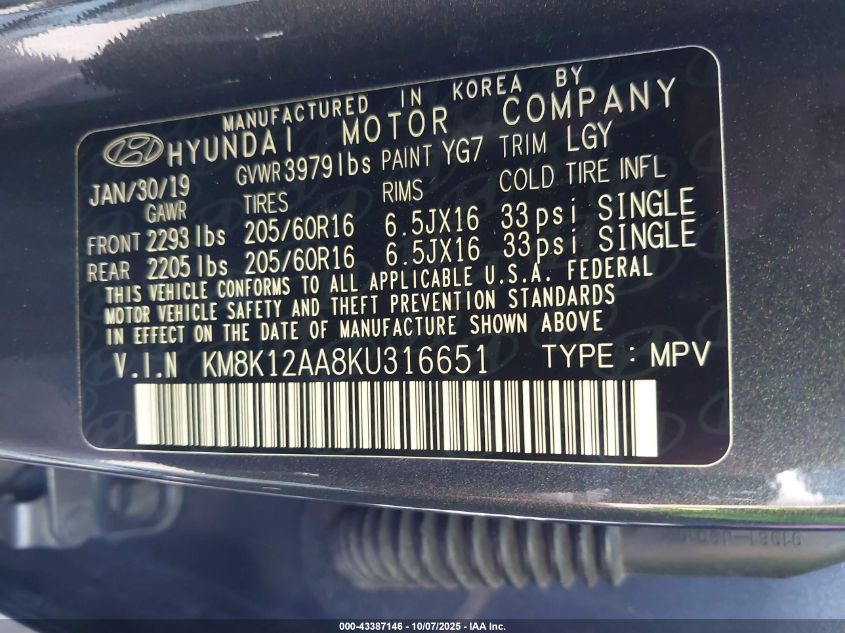 MANUFACTURED IN KOREA BY
HYUNDAI MOTOR COMPANY
JAN/30/19 GVWR 3979lbs PAINT YG7 TRIM LGY
GAWR TIRES RIMS COLD TIRE INFL
FRONT 2293 lbs 205/60R16 6.5JX16 33psi SINGLE
REAR 2205 lbs 205/60R16 6.5JX16 33psi SINGLE
THIS VEHICLE CONFORMS TO ALL APPLICABLE U.S.A. FEDERAL
MOTOR VEHICLE SAFETY AND THEFT PREVENTION STANDARDS
IN EFFECT ON THE DATE OF MANUFACTURE SHOWN ABOVE
V.I.N KM8K12AA8KU316651 TYPE : MPV
000-43387146 - 10/07/2025 - IAA Inc.